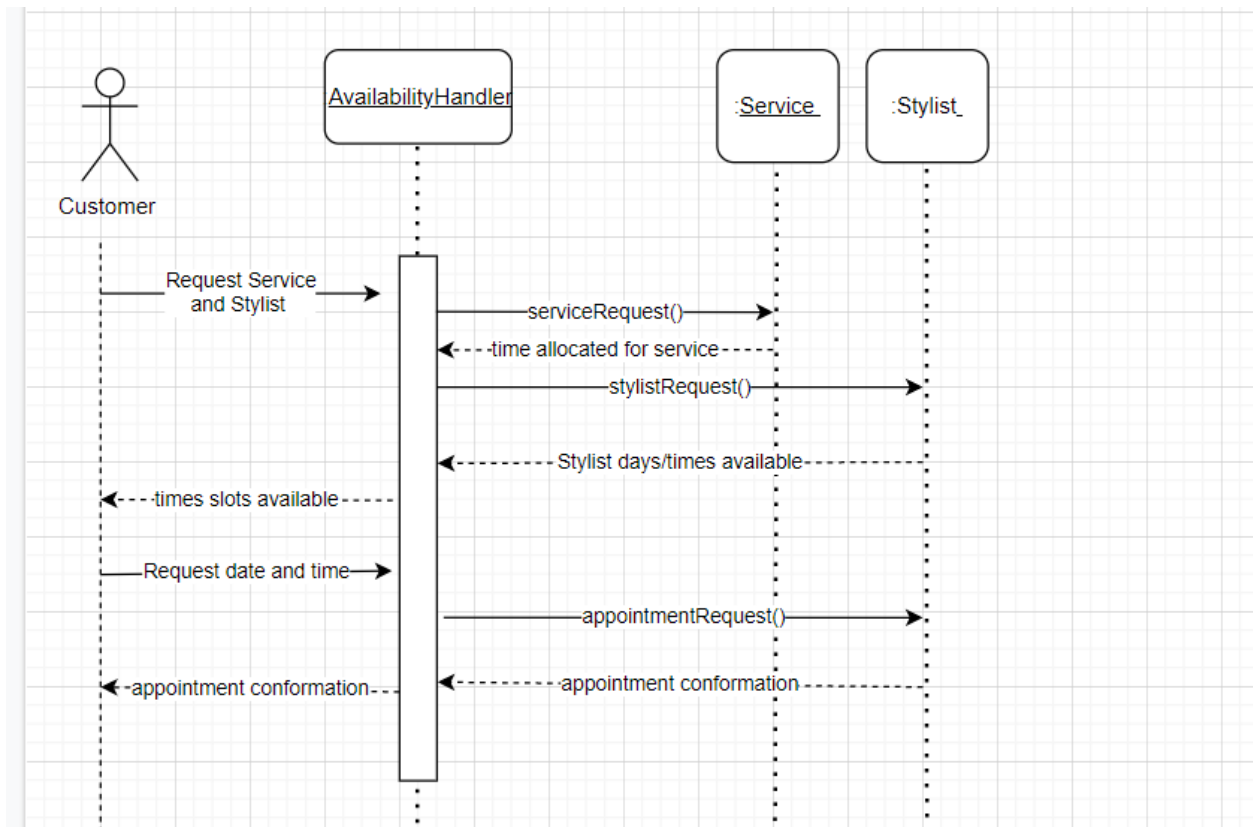 :AvailabilityHandler
:Service
:Stylist
Customer
Request Service
and Stylist
serviceRequest()
time allocated for service
stylistRequest()
Stylist days/times available
times slots available
Request date and time
appointmentRequest()
appointment conformation
appointment conformation